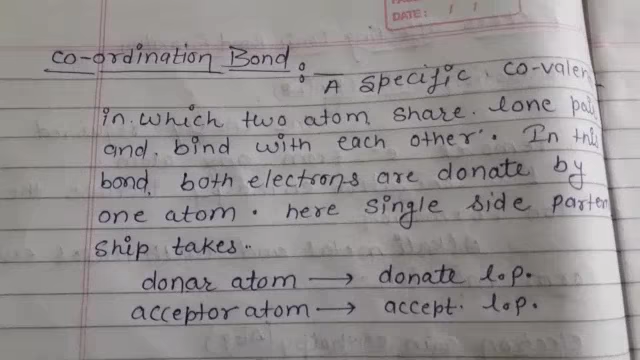 DATE: / /
co-ordination Bond :
A specific co-valen
in which two atom share lone pai
and bind with each other. In thi
bond, both electrons are donate by
one atom. here single side parten
ship takes..
donar atom → donate l.p.
acceptor atom → accept. l.p.